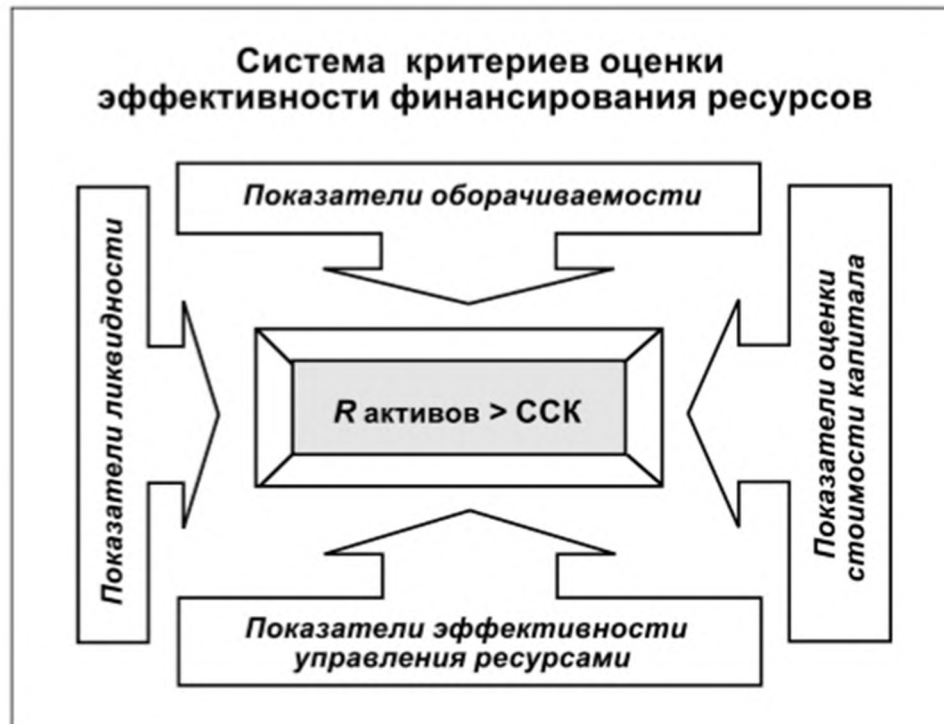 Система критериев оценки
эффективности финансирования ресурсов
Показатели оборачиваемости
Показатели ликвидности
R активов > ССК
Показатели оценки
стоимости капитала
Показатели эффективности
управления ресурсами